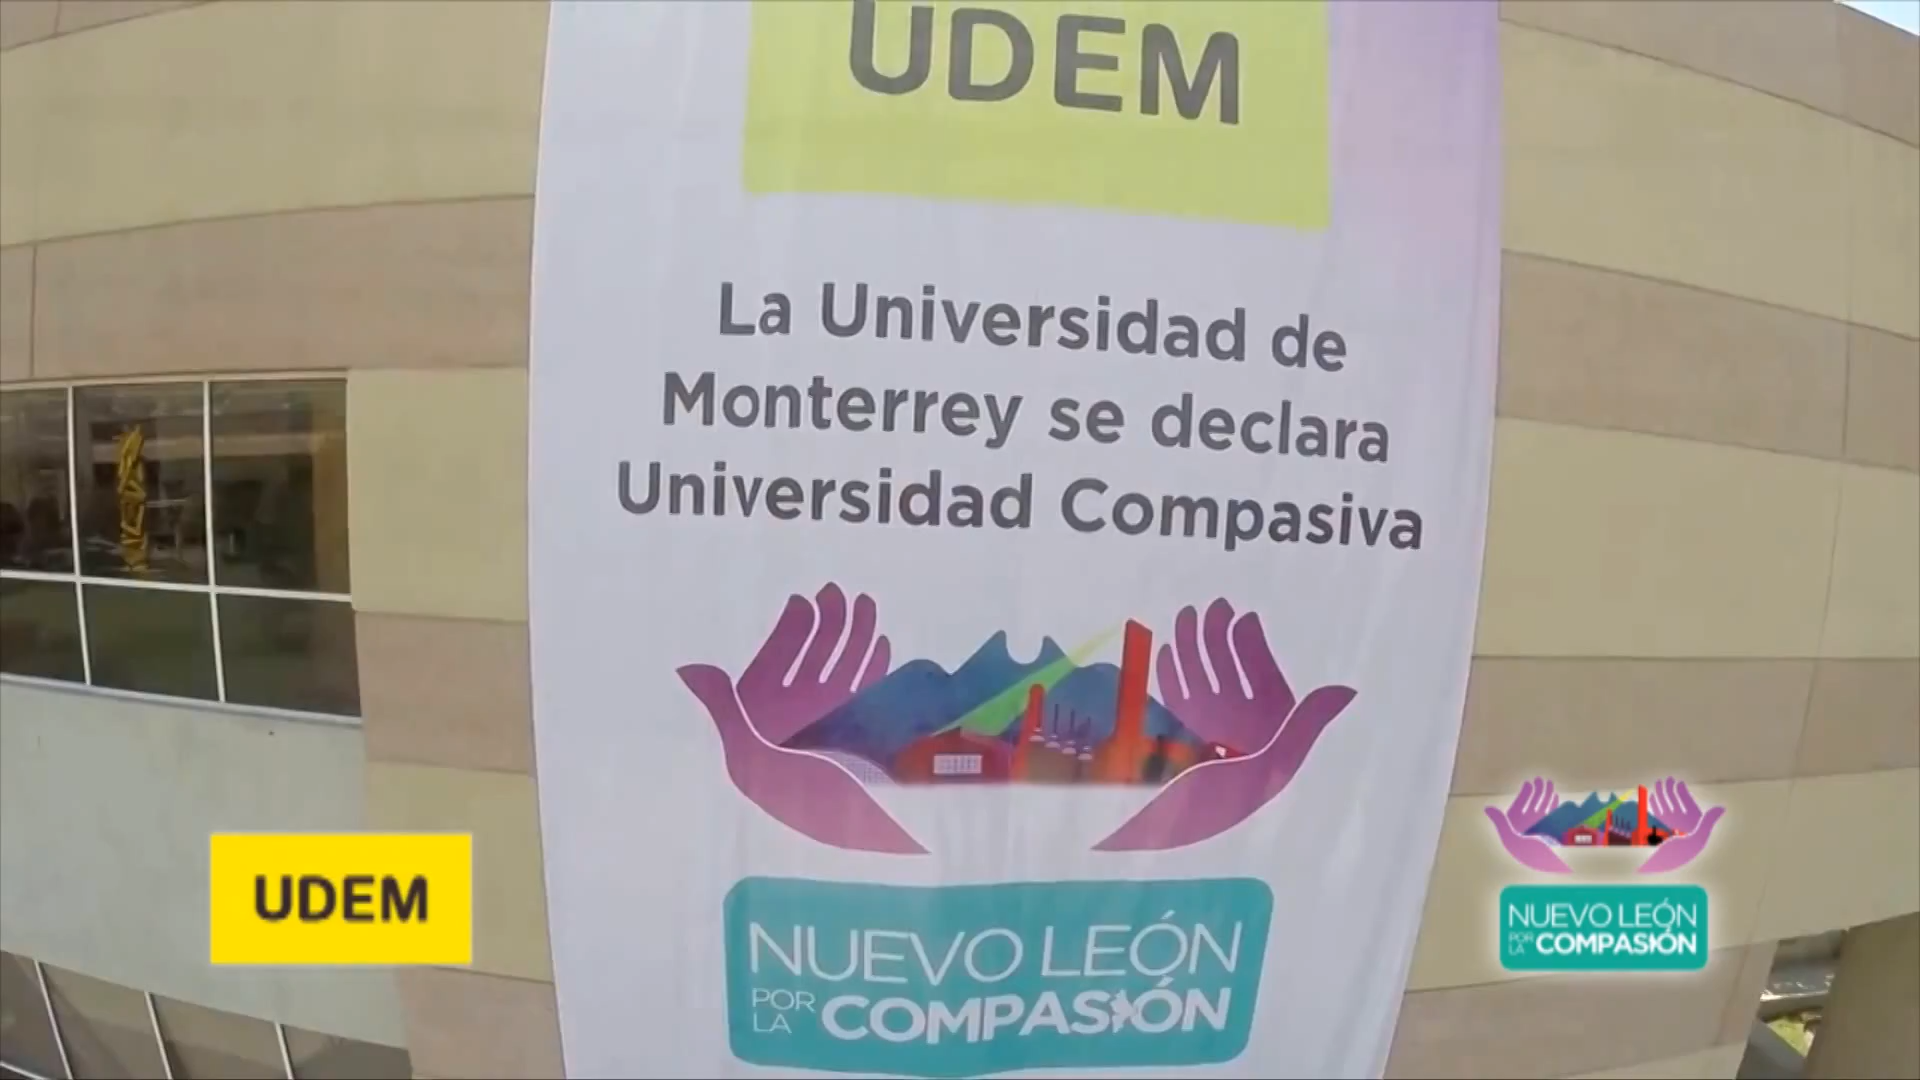 UDEM
La Universidad de
Monterrey se declara
Universidad Compasiva
NUEVO LEÓN
POR LA COMPASIÓN
UDEM
NUEVO LEÓN
POR LA COMPASIÓN